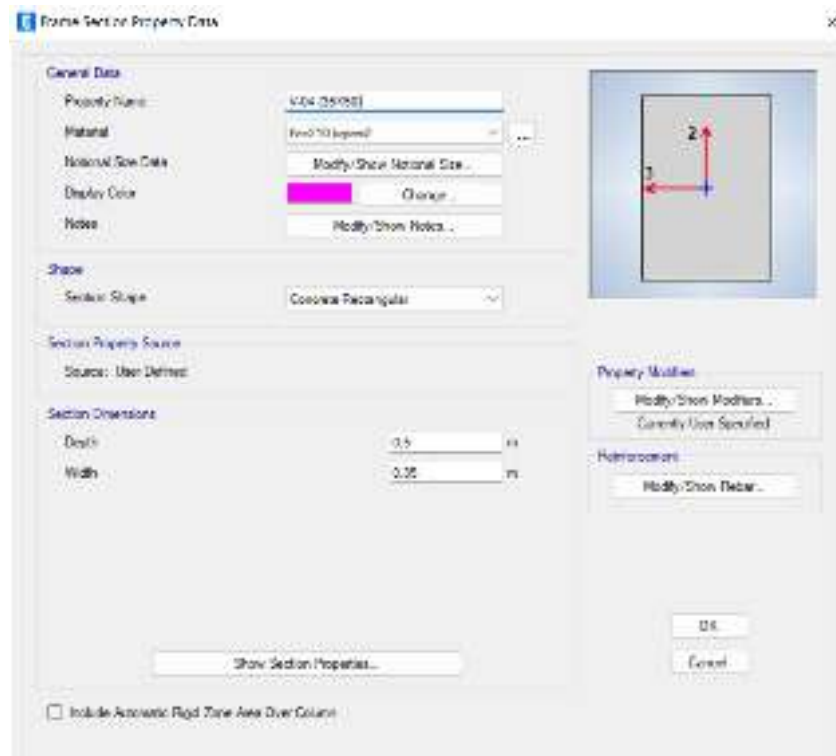 Frame Section Property Data
General Data
Property Name
Material
...
Notional Size Data
Modify/Show Notional Size...
Display Color
Change...
Notes
Modify/Show Notes...
2
3
Shape
Section Shape
Concrete Rectangular
Section Property Source
Source: User Defined
Property Modifiers
Modify/Show Modifiers...
Currently User Specified
Section Dimensions
Depth
0.5
m
Width
0.35
m
Reinforcement
Modify/Show Rebar...
OK
Show Section Properties...
Cancel
Include Automatic Rigid Zone Area Over Column